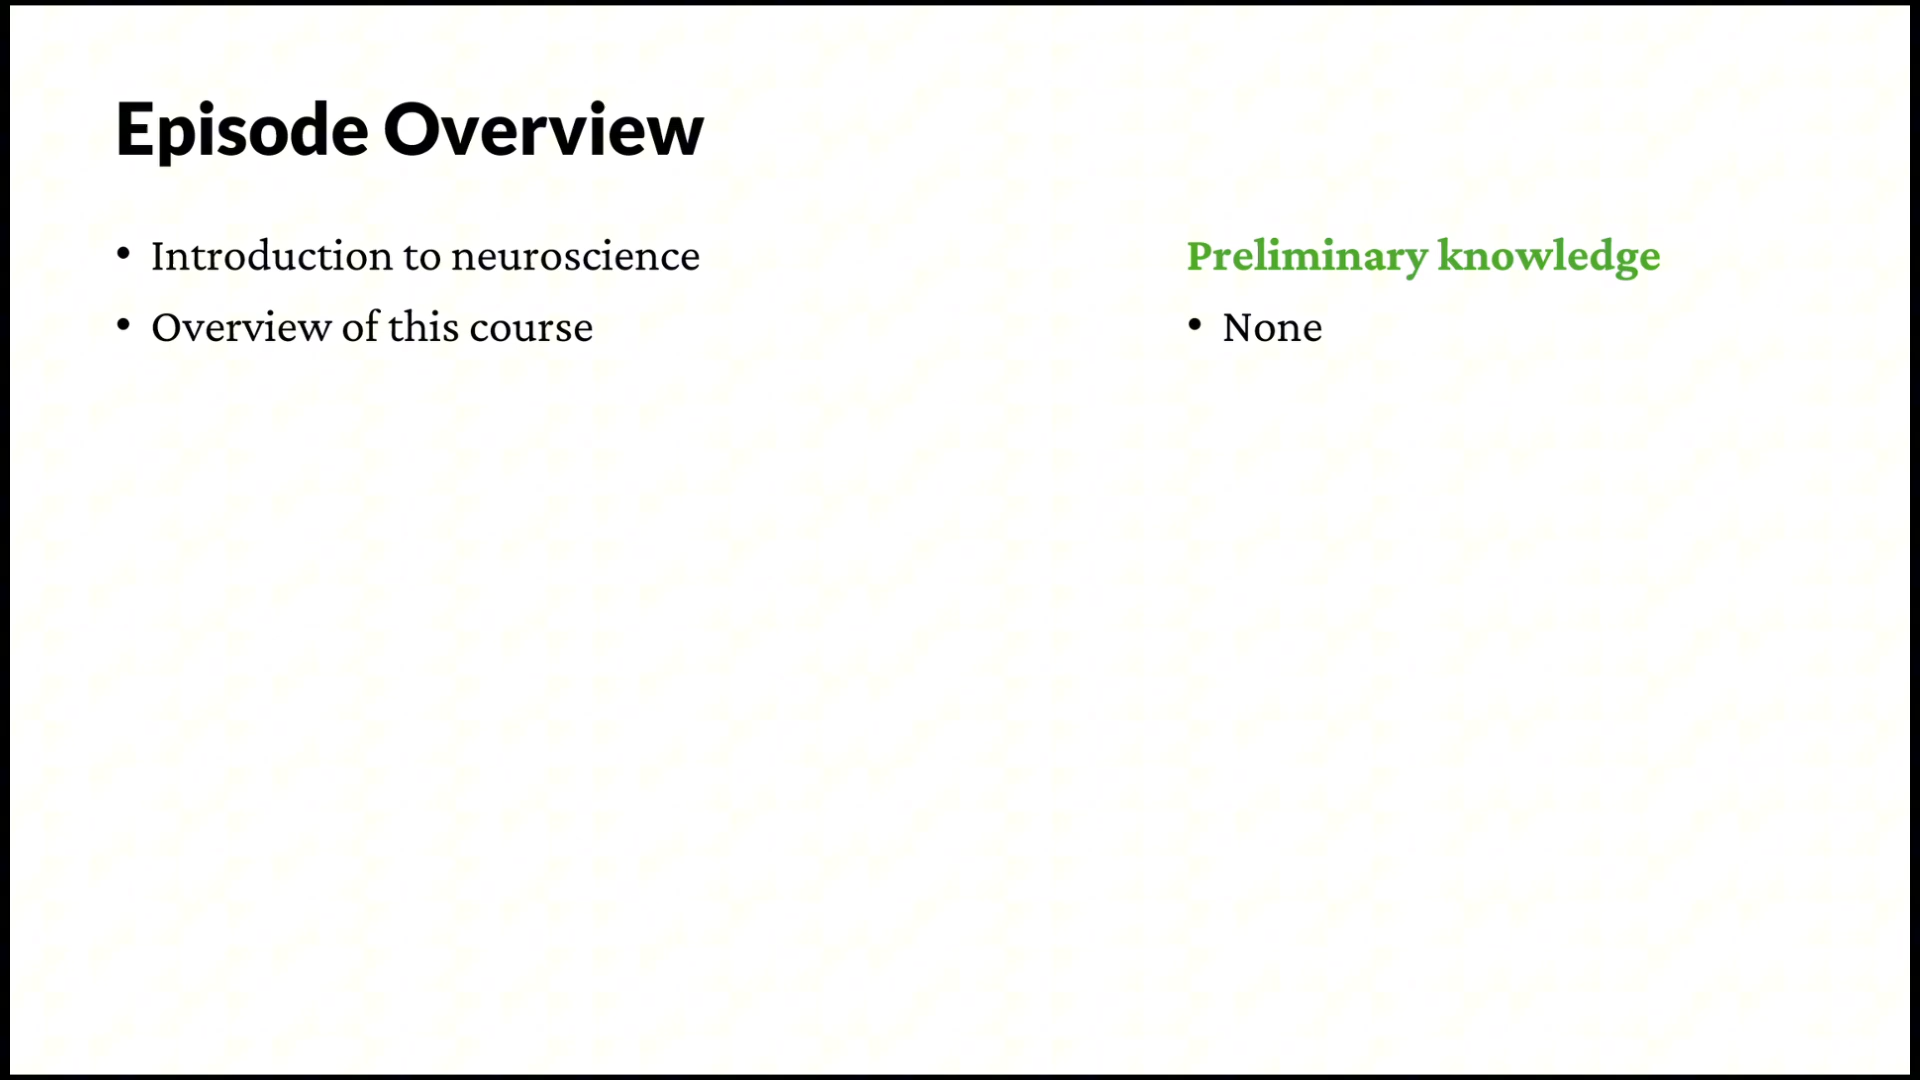 Episode Overview
• Introduction to neuroscience
• Overview of this course
Preliminary knowledge
• None